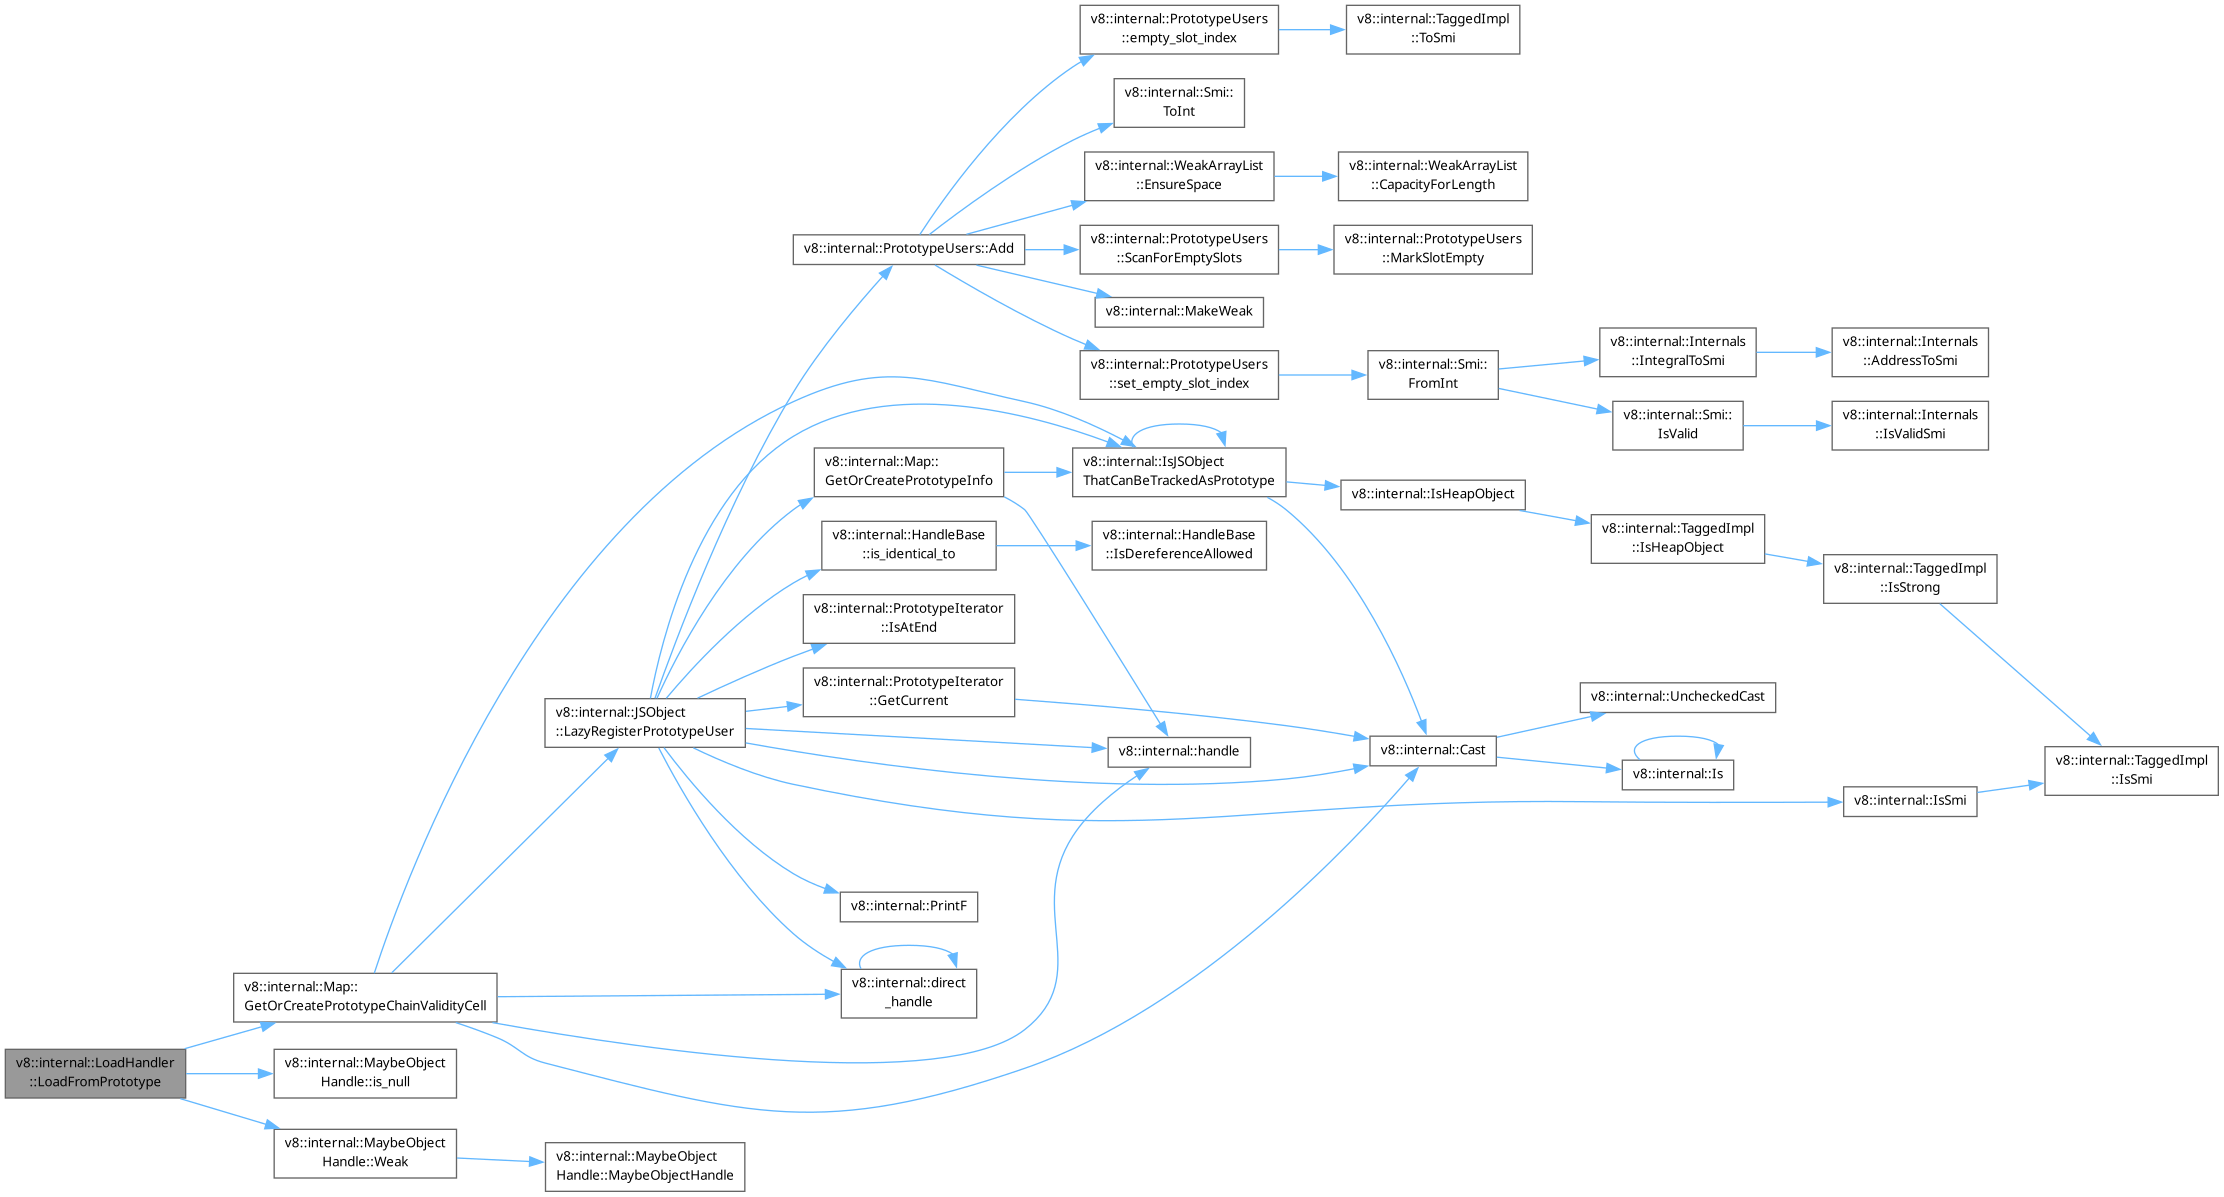 v8::internal::PrototypeUsers
::empty_slot_index
v8::internal::TaggedImpl
::ToSmi
v8::internal::Smi::
ToInt
v8::internal::WeakArrayList
::EnsureSpace
v8::internal::WeakArrayList
::CapacityForLength
v8::internal::PrototypeUsers::Add
v8::internal::PrototypeUsers
::ScanForEmptySlots
v8::internal::PrototypeUsers
::MarkSlotEmpty
v8::internal::MakeWeak
v8::internal::PrototypeUsers
::set_empty_slot_index
v8::internal::Smi::
FromInt
v8::internal::Internals
::IntegralToSmi
v8::internal::Internals
::AddressToSmi
v8::internal::Smi::
IsValid
v8::internal::Internals
::IsValidSmi
v8::internal::Map::
GetOrCreatePrototypeInfo
v8::internal::IsJSObject
ThatCanBeTrackedAsPrototype
v8::internal::IsHeapObject
v8::internal::TaggedImpl
::IsHeapObject
v8::internal::TaggedImpl
::IsStrong
v8::internal::HandleBase
::is_identical_to
v8::internal::HandleBase
::IsDereferenceAllowed
v8::internal::PrototypeIterator
::IsAtEnd
v8::internal::PrototypeIterator
::GetCurrent
v8::internal::JSObject
::LazyRegisterPrototypeUser
v8::internal::handle
v8::internal::Cast
v8::internal::UncheckedCast
v8::internal::Is
v8::internal::TaggedImpl
::IsSmi
v8::internal::IsSmi
v8::internal::PrintF
v8::internal::direct
_handle
v8::internal::Map::
GetOrCreatePrototypeChainValidityCell
v8::internal::LoadHandler
::LoadFromPrototype
v8::internal::MaybeObject
Handle::is_null
v8::internal::MaybeObject
Handle::Weak
v8::internal::MaybeObject
Handle::MaybeObjectHandle